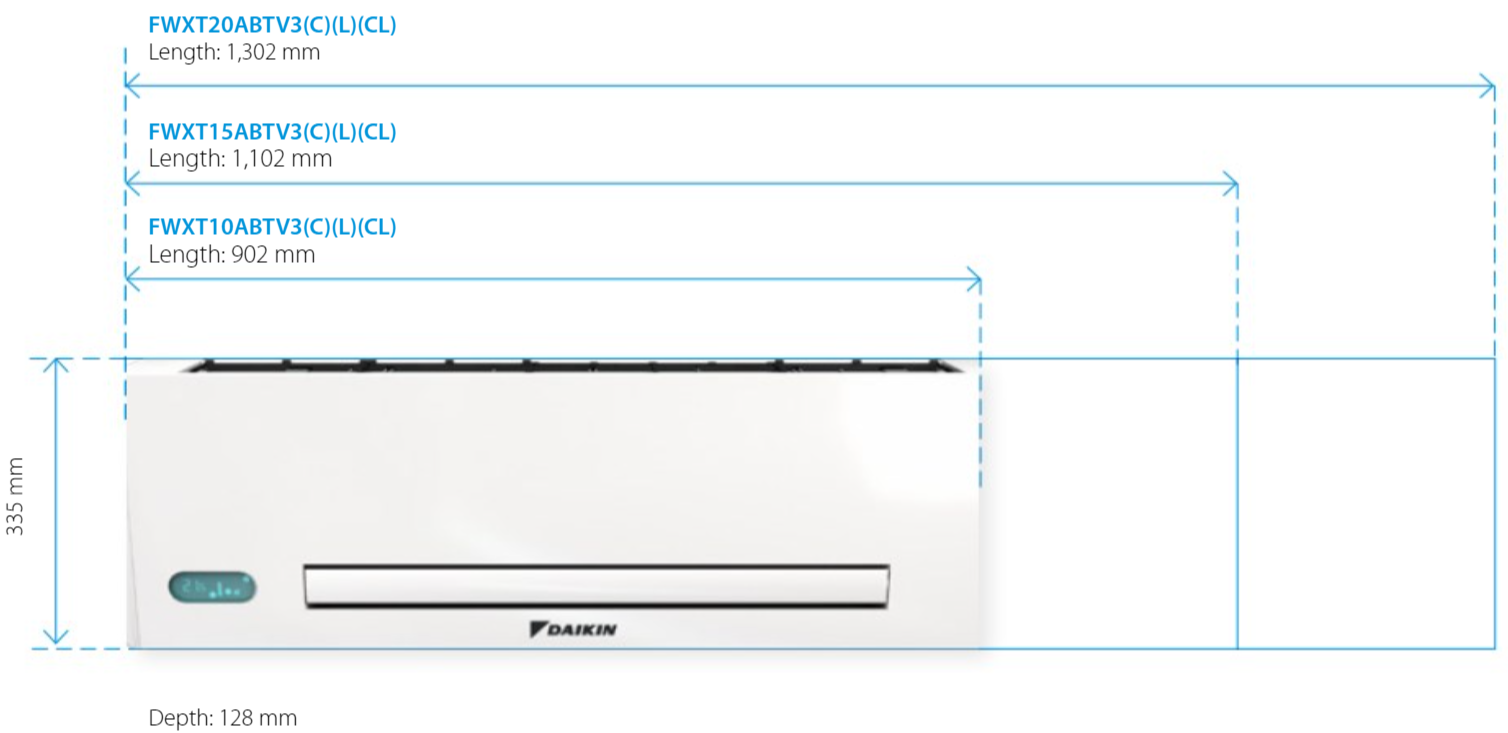 FWXT20ABTV3(C)(L)(CL)
Length: 1,302 mm
FWXT15ABTV3(C)(L)(CL)
Length: 1,102 mm
FWXT10ABTV3(C)(L)(CL)
Length: 902 mm
335 mm
DAIKIN
Depth: 128 mm